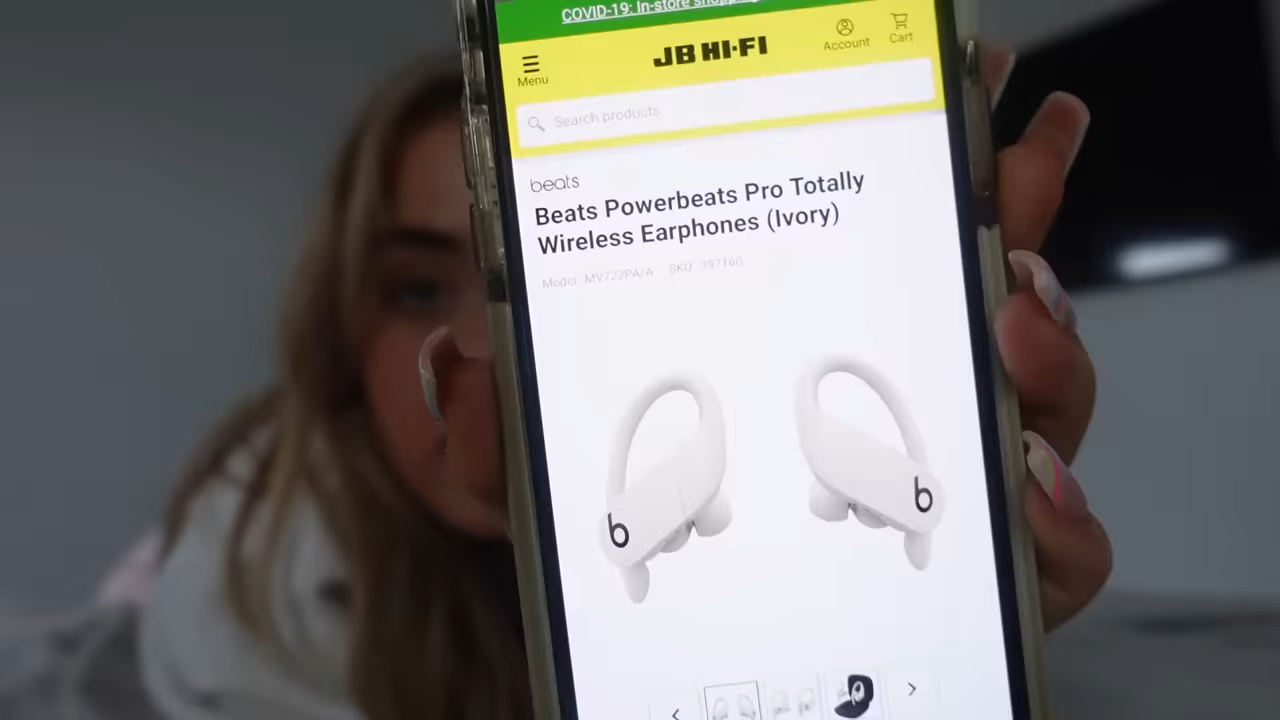 COVID-19: In-store shopping
Menu
JB HI-FI
Account
Cart
Search products
beats
Beats Powerbeats Pro Totally
Wireless Earphones (Ivory)
Model MV722PA/A SKU 397100
b
b